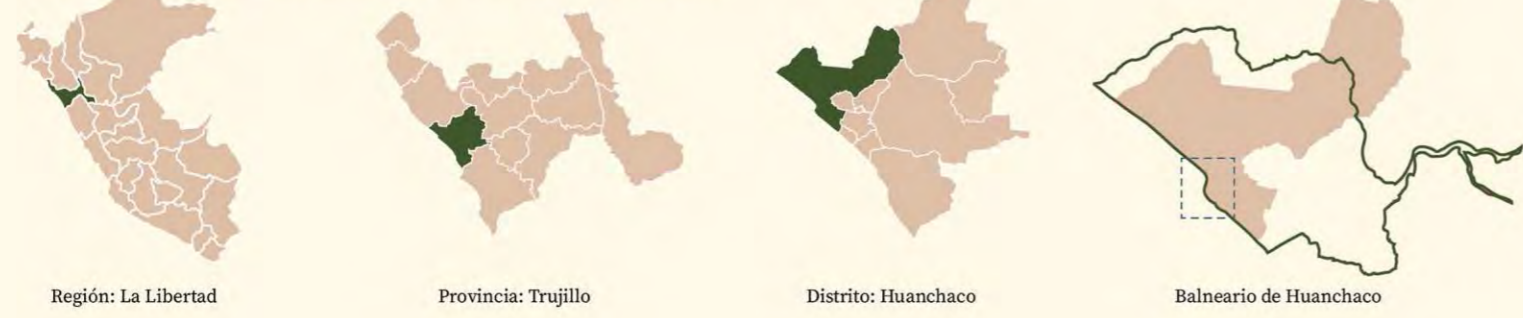 Región: La Libertad
Provincia: Trujillo
Distrito: Huanchaco
Balneario de Huanchaco